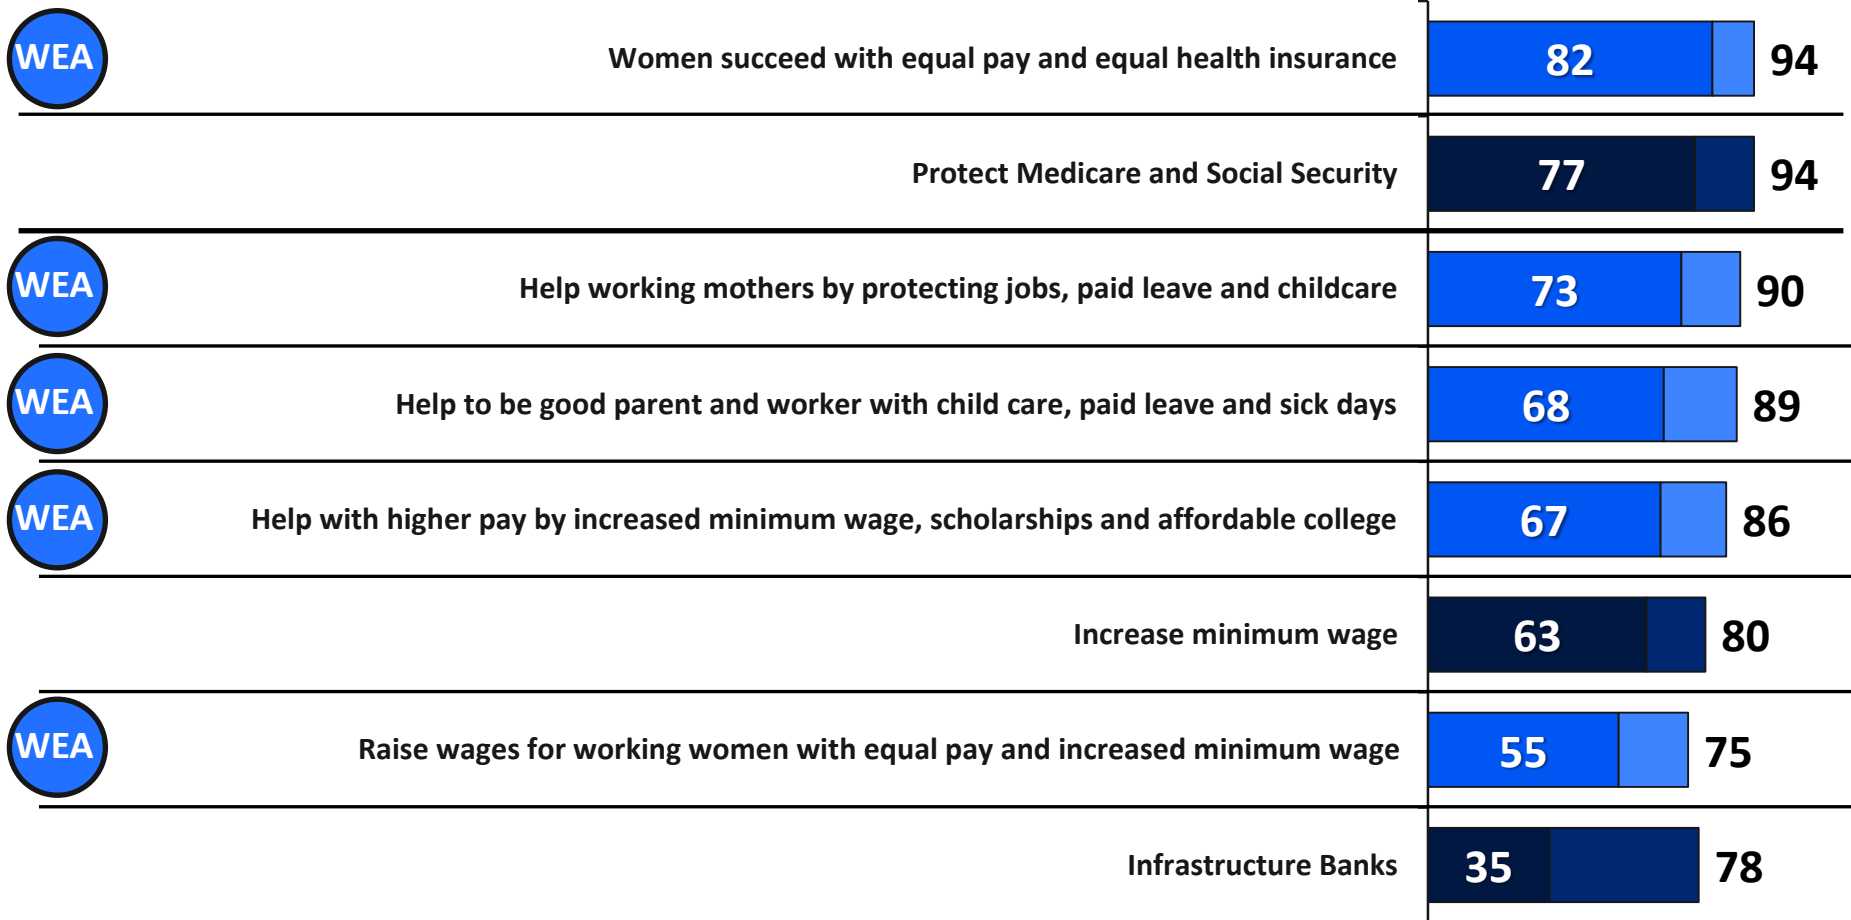 WEA Women succeed with equal pay and equal health insurance 82 94
Protect Medicare and Social Security 77 94
WEA Help working mothers by protecting jobs, paid leave and childcare 73 90
WEA Help to be good parent and worker with child care, paid leave and sick days 68 89
WEA Help with higher pay by increased minimum wage, scholarships and affordable college 67 86
Increase minimum wage 63 80
WEA Raise wages for working women with equal pay and increased minimum wage 55 75
Infrastructure Banks 35 78